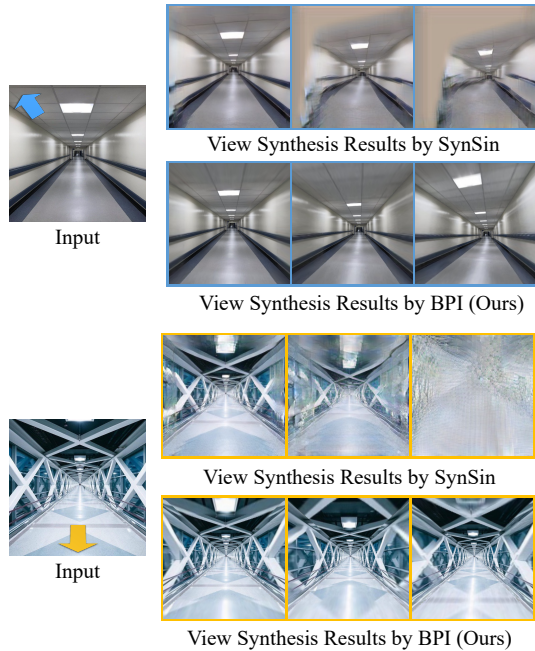 View Synthesis Results by SynSin
Input
View Synthesis Results by BPI (Ours)
View Synthesis Results by SynSin
Input
View Synthesis Results by BPI (Ours)